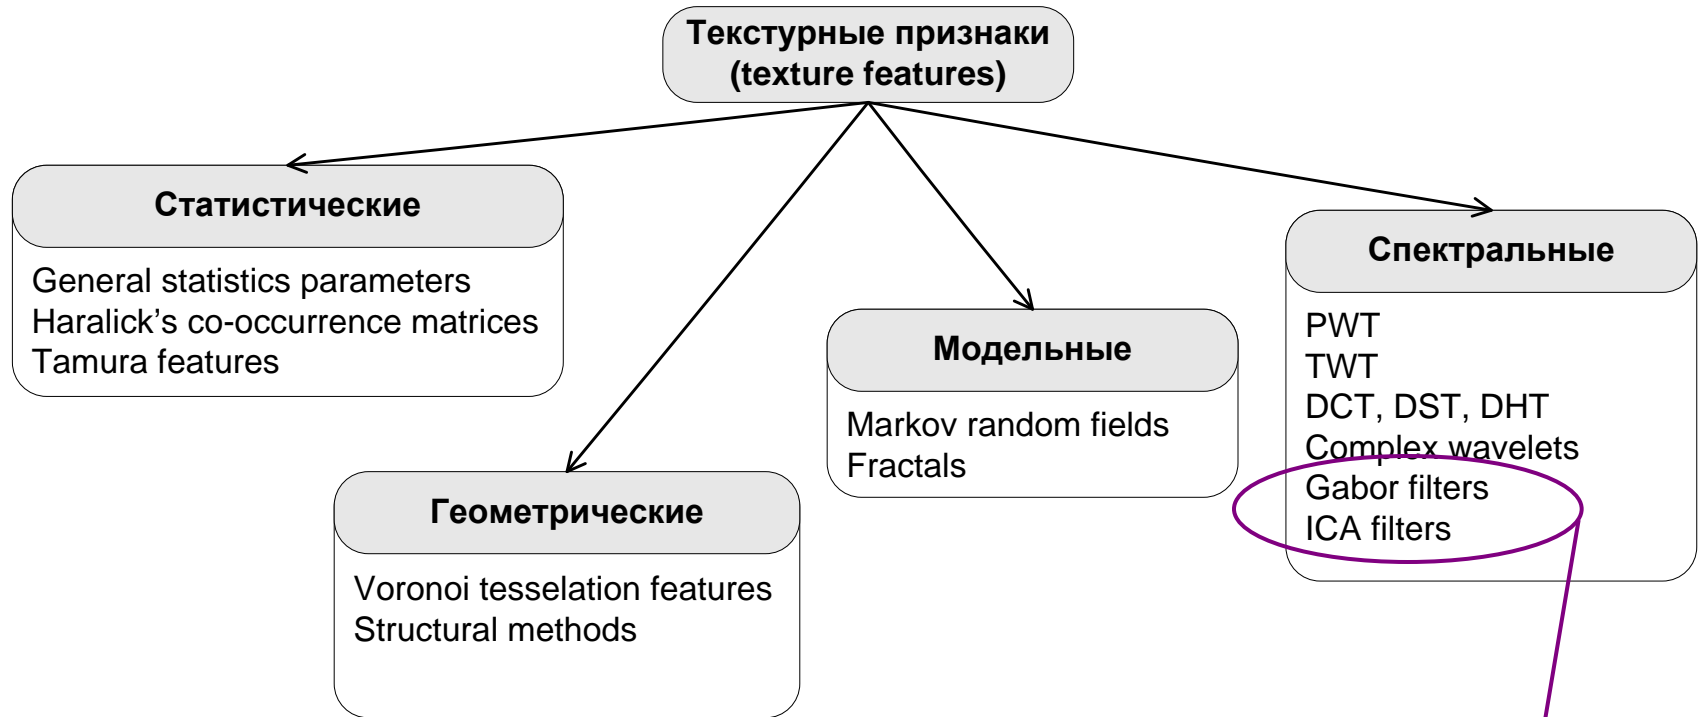 Текстурные признаки
(texture features)
Статистические
General statistics parameters
Haralick’s co-occurrence matrices
Tamura features
Геометрические
Voronoi tesselation features
Structural methods
Модельные
Markov random fields
Fractals
Спектральные
PWT
TWT
DCT, DST, DHT
Complex wavelets
Gabor filters
ICA filters